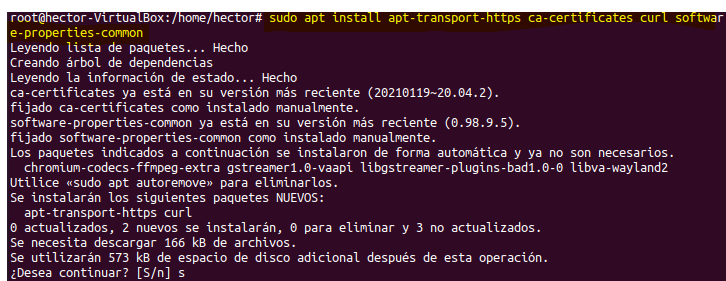 root@hector-VirtualBox:/home/hector# sudo apt install apt-transport-https ca-certificates curl softwar
e-properties-common
Leyendo lista de paquetes... Hecho
Creando árbol de dependencias
Leyendo la información de estado... Hecho
ca-certificates ya está en su versión más reciente (20210119~20.04.2).
fijado ca-certificates como instalado manualmente.
software-properties-common ya está en su versión más reciente (0.98.9.5).
fijado software-properties-common como instalado manualmente.
Los paquetes indicados a continuación se instalaron de forma automática y ya no son necesarios.
  chromium-codecs-ffmpeg-extra gstreamer1.0-vaapi libgstreamer-plugins-bad1.0-0 libva-wayland2
Utilice «sudo apt autoremove» para eliminarlos.
Se instalarán los siguientes paquetes NUEVOS:
  apt-transport-https curl
0 actualizados, 2 nuevos se instalarán, 0 para eliminar y 3 no actualizados.
Se necesita descargar 166 kB de archivos.
Se utilizarán 573 kB de espacio de disco adicional después de esta operación.
¿Desea continuar? [S/n] s